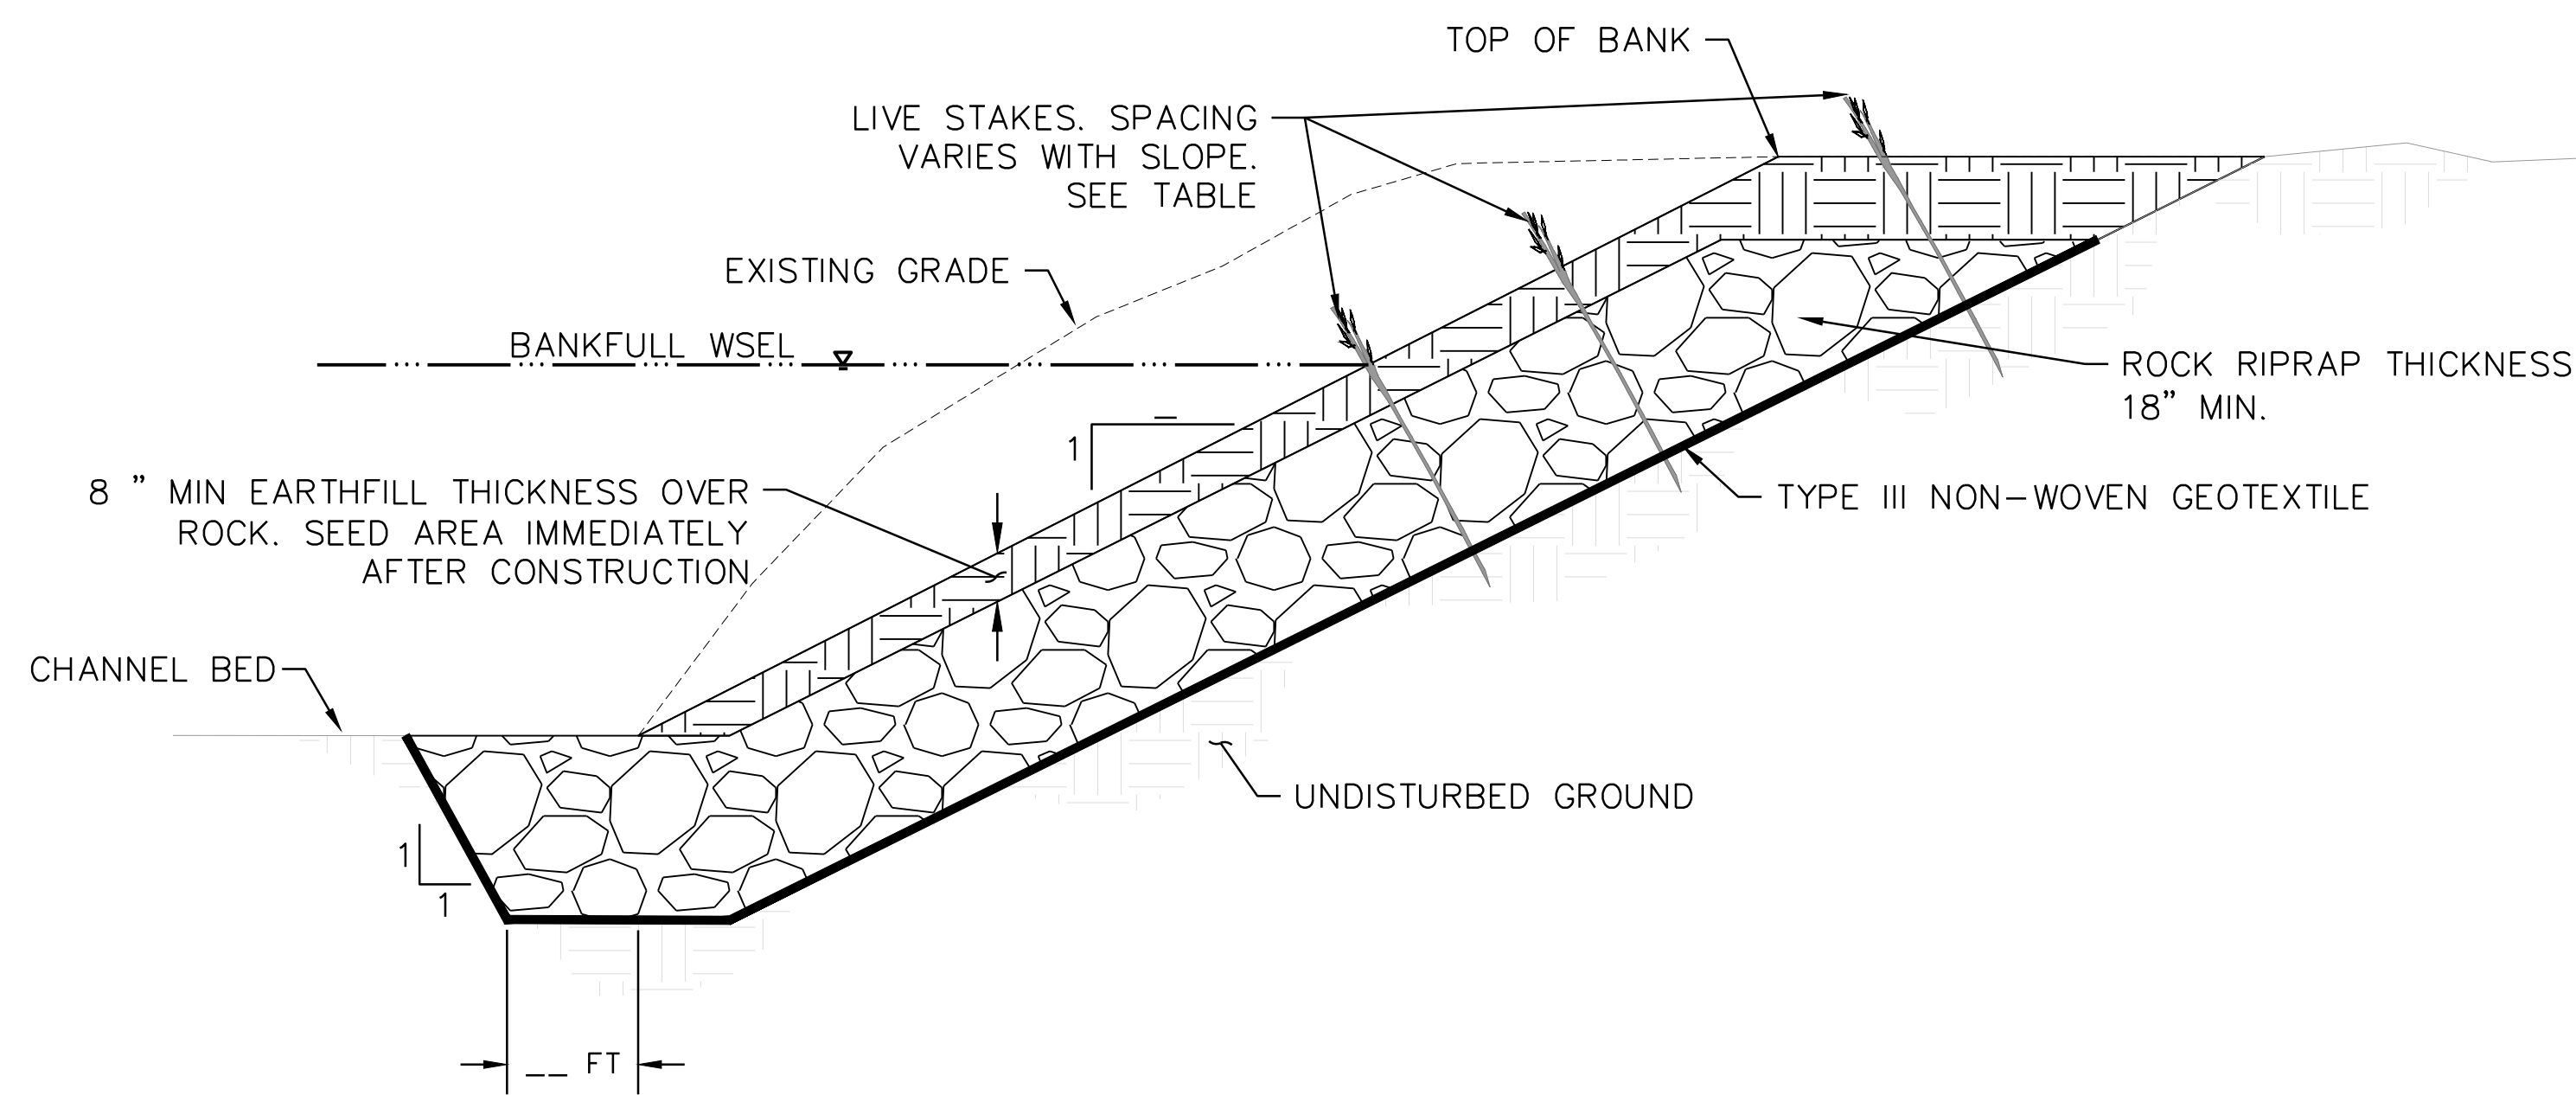 TOP OF BANK
LIVE STAKES. SPACING
VARIES WITH SLOPE.
SEE TABLE
EXISTING GRADE
BANKFULL WSEL
ROCK RIPRAP THICKNESS
18” MIN.
1
_
8 ” MIN EARTHFILL THICKNESS OVER
ROCK. SEED AREA IMMEDIATELY
AFTER CONSTRUCTION
TYPE III NON-WOVEN GEOTEXTILE
CHANNEL BED
UNDISTURBED GROUND
1
1
__ FT